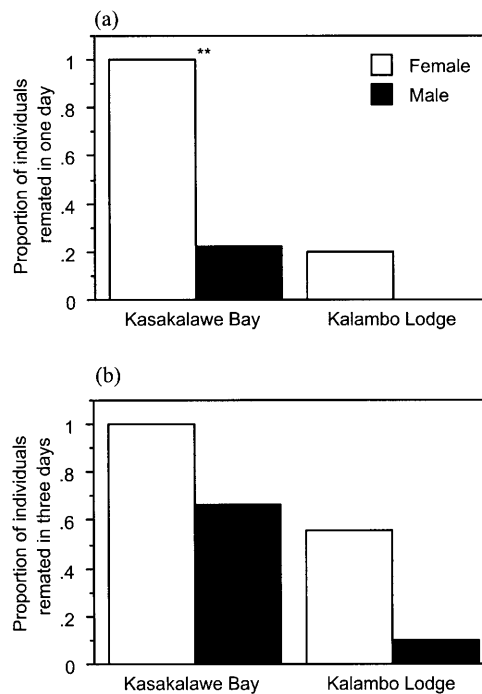 (a)
**
Female
Male
Proportion of individuals
remated in one day
1
.8
.6
.4
.2
0
Kasakalawe Bay
Kalambo Lodge
(b)
Proportion of individuals
remated in three days
1
.8
.6
.4
.2
0
Kasakalawe Bay
Kalambo Lodge